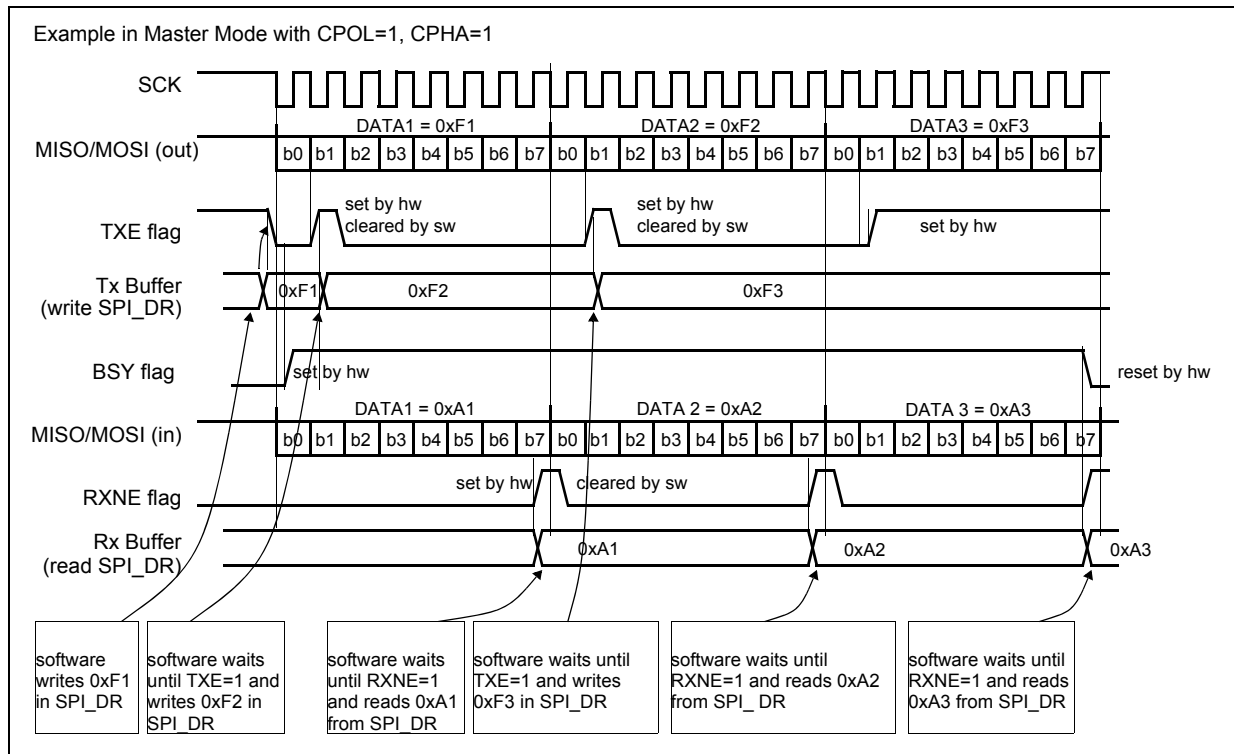 Example in Master Mode with CPOL=1, CPHA=1
SCK
DATA1 = 0xF1 DATA2 = 0xF2 DATA3 = 0xF3
MISO/MOSI (out)
b0 b1 b2 b3 b4 b5 b6 b7 b0 b1 b2 b3 b4 b5 b6 b7 b0 b1 b2 b3 b4 b5 b6 b7
set by hw set by hw
TXE flag cleared by sw cleared by sw set by hw
Tx Buffer
(write SPI_DR)
0xF1 0xF2 0xF3
BSY flag set by hw reset by hw
DATA1 = 0xA1 DATA 2 = 0xA2 DATA 3 = 0xA3
MISO/MOSI (in)
b0 b1 b2 b3 b4 b5 b6 b7 b0 b1 b2 b3 b4 b5 b6 b7 b0 b1 b2 b3 b4 b5 b6 b7
RXNE flag set by hw cleared by sw
Rx Buffer
(read SPI_DR)
0xA1 0xA2 0xA3
software
writes 0xF1
in SPI_DR
software waits
until TXE=1 and
writes 0xF2 in
SPI_DR
software waits
until RXNE=1
and reads 0xA1
from SPI_DR
software waits until
TXE=1 and writes
0xF3 in SPI_DR
software waits until
RXNE=1 and reads 0xA2
from SPI_ DR
software waits until
RXNE=1 and reads
0xA3 from SPI_DR